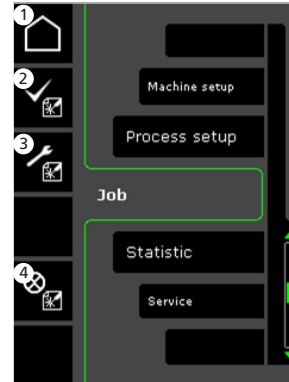 1
2
Machine setup
3
Process setup
Job
Statistic
4
Service